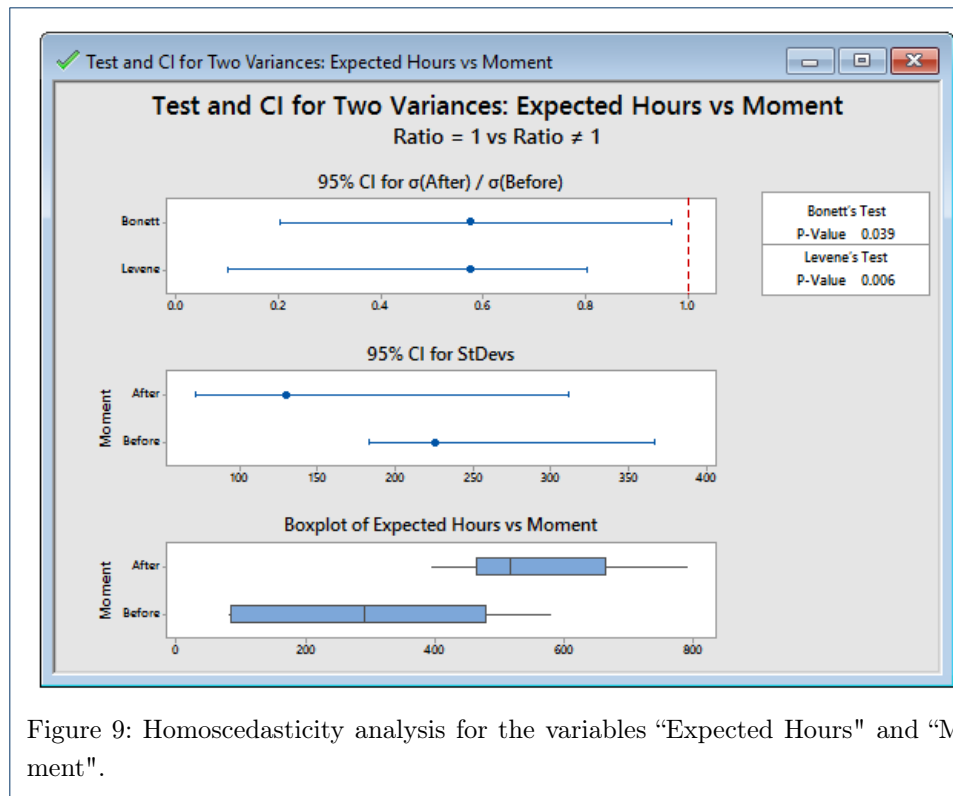 Test and CI for Two Variances: Expected Hours vs Moment
Test and CI for Two Variances: Expected Hours vs Moment
Ratio = 1 vs Ratio ≠ 1
95% CI for σ(After) / σ(Before)
Bonett
Levene
0.0 0.2 0.4 0.6 0.8 1.0
Bonett's Test
P-Value 0.039
Levene's Test
P-Value 0.006
95% CI for StDevs
Moment
After
Before
100 150 200 250 300 350 400
Boxplot of Expected Hours vs Moment
Moment
After
Before
0 200 400 600 800
Figure 9: Homoscedasticity analysis for the variables “Expected Hours" and “M
ment".